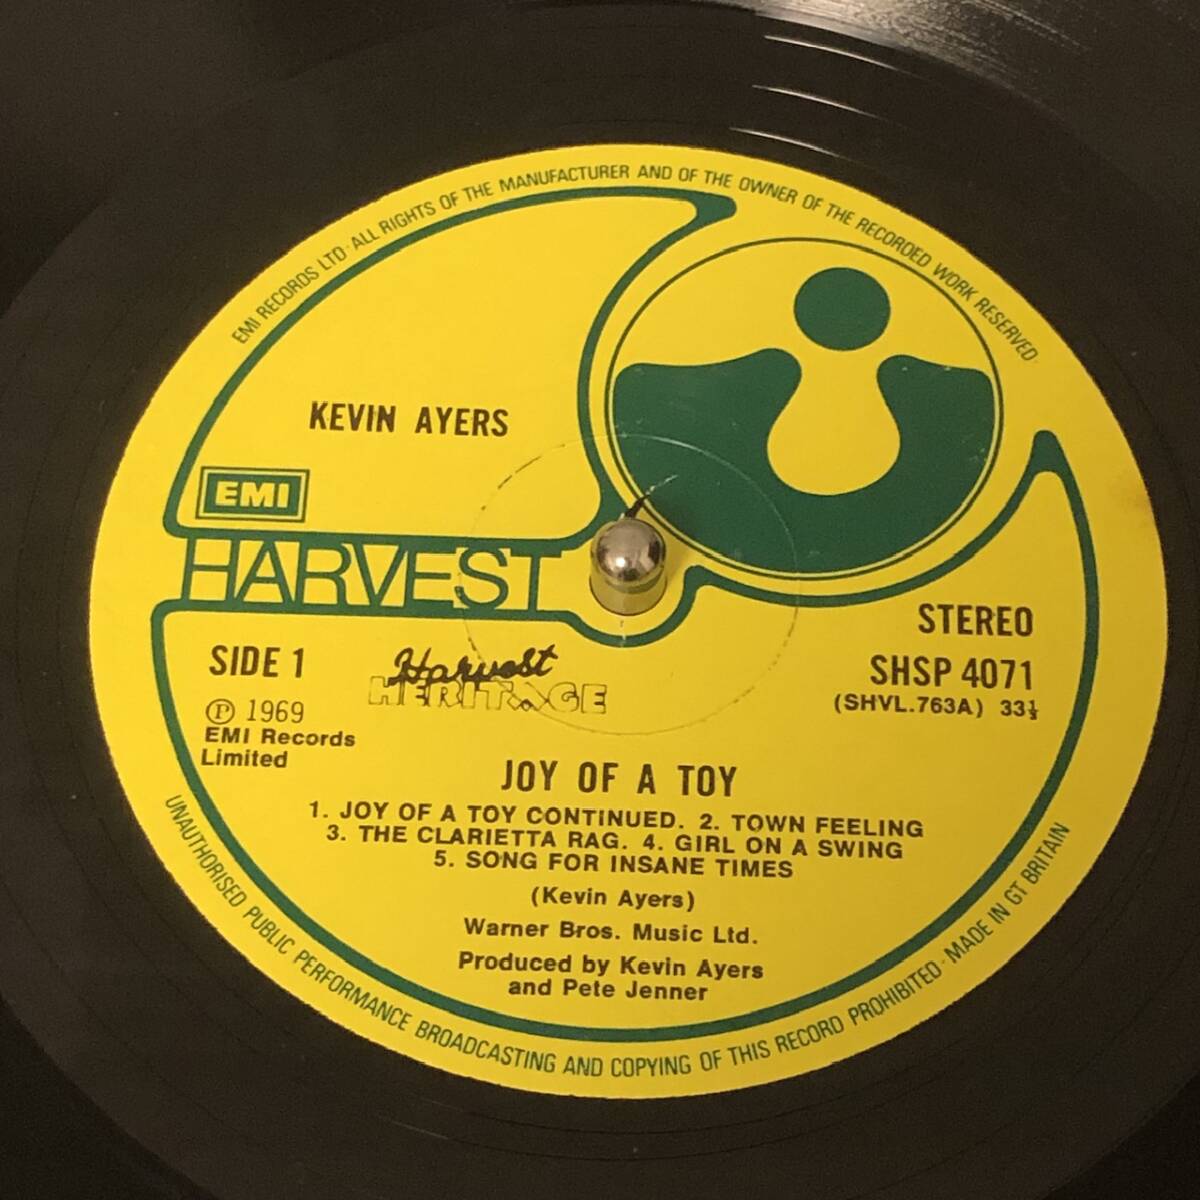 EMI RECORDS LTD · ALL RIGHTS OF THE MANUFACTURER AND OF THE OWNER OF THE RECORDED WORK RESERVED
KEVIN AYERS
EMI
HARVEST
STEREO
SIDE 1
SHSP 4071
Harvest
HERITAGE
(SHVL.763A) 33⅓
Ⓟ 1969
EMI Records
Limited
JOY OF A TOY
1. JOY OF A TOY CONTINUED. 2. TOWN FEELING
3. THE CLARIETTA RAG. 4. GIRL ON A SWING
5. SONG FOR INSANE TIMES
(Kevin Ayers)
Warner Bros. Music Ltd.
Produced by Kevin Ayers
and Pete Jenner
UNAUTHORISED PUBLIC PERFORMANCE BROADCASTING AND COPYING OF THIS RECORD PROHIBITED · MADE IN GT BRITAIN